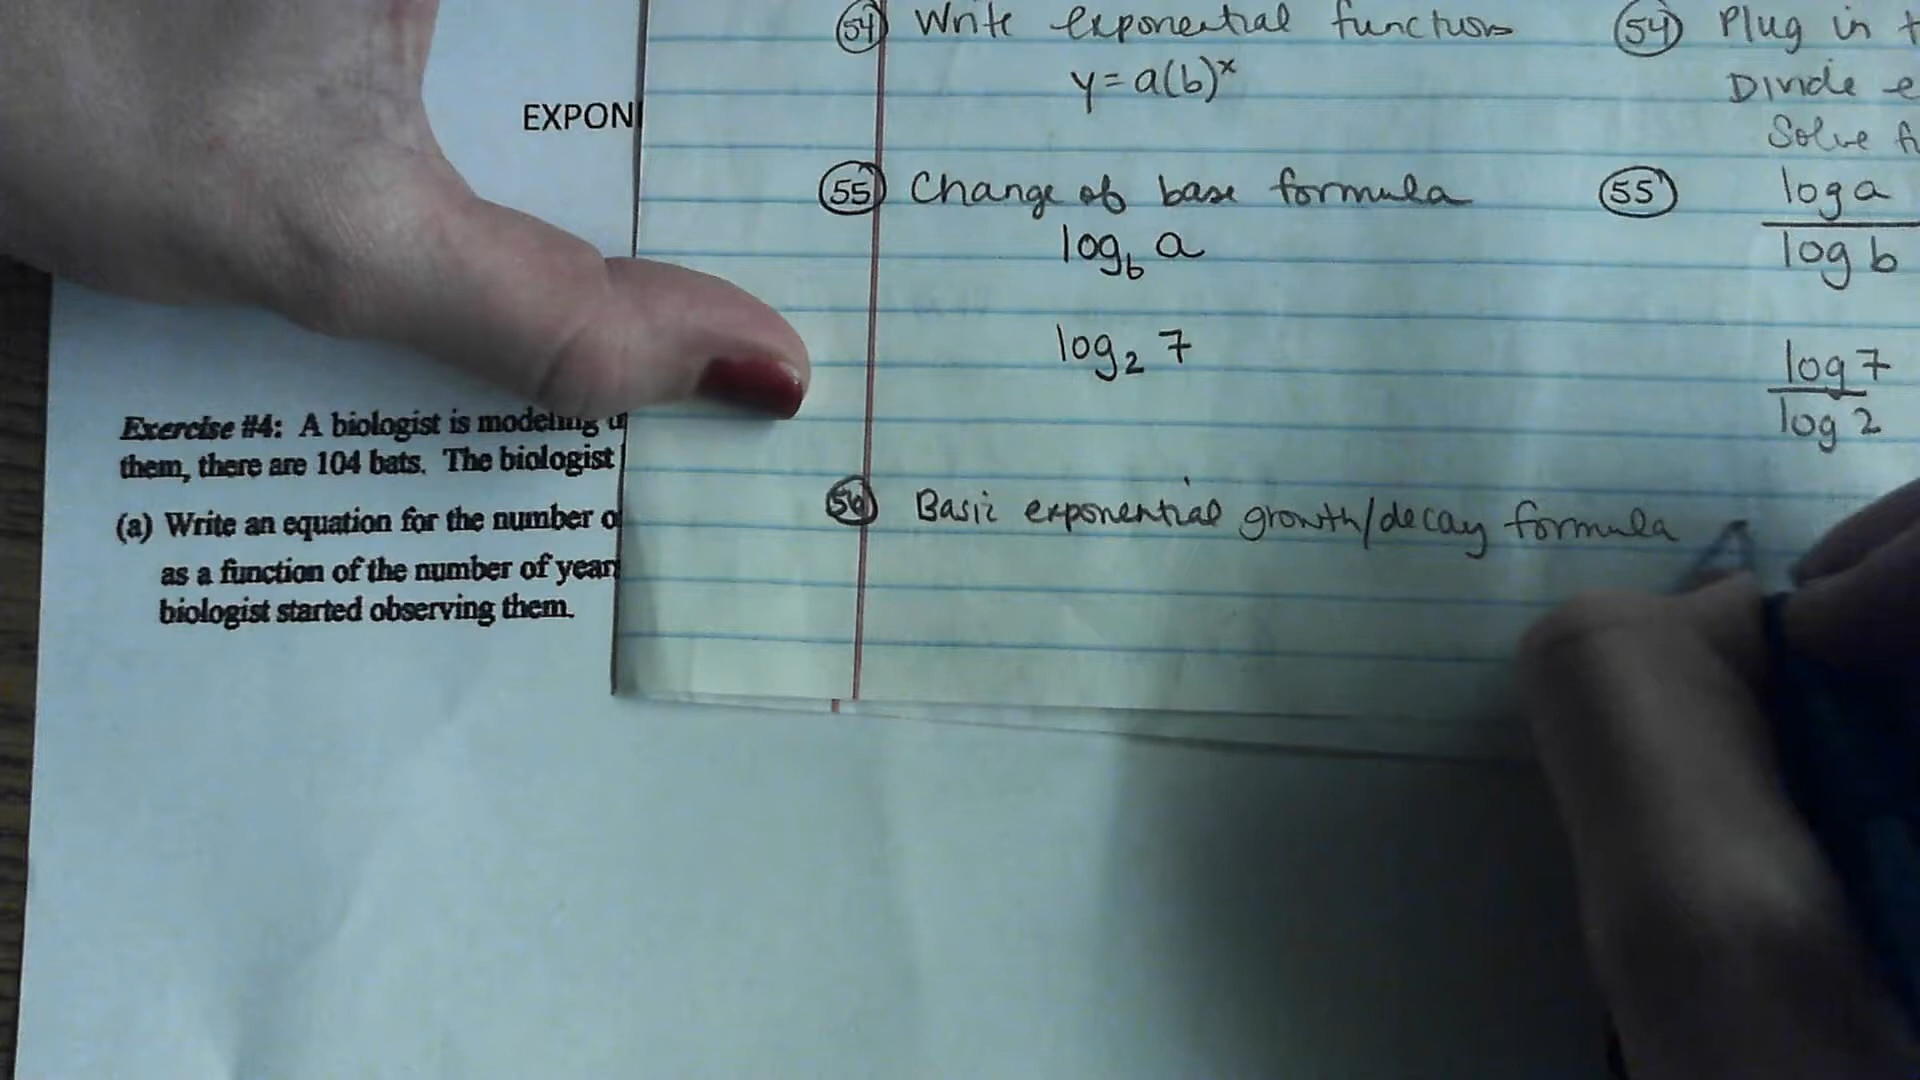 (54) Write exponential function
y = a(b)^x
(54) Plug in
Divide
Solve
EXPON
(55) Change of base formula
log_b a
(55) log a
log b
log_2 7
log 7
log 2
Exercise #4: A biologist is modeling
them, there are 104 bats. The biologist
(a) Write an equation for the number
as a function of the number of year
biologist started observing them.
(56) Basic exponential growth/decay formula